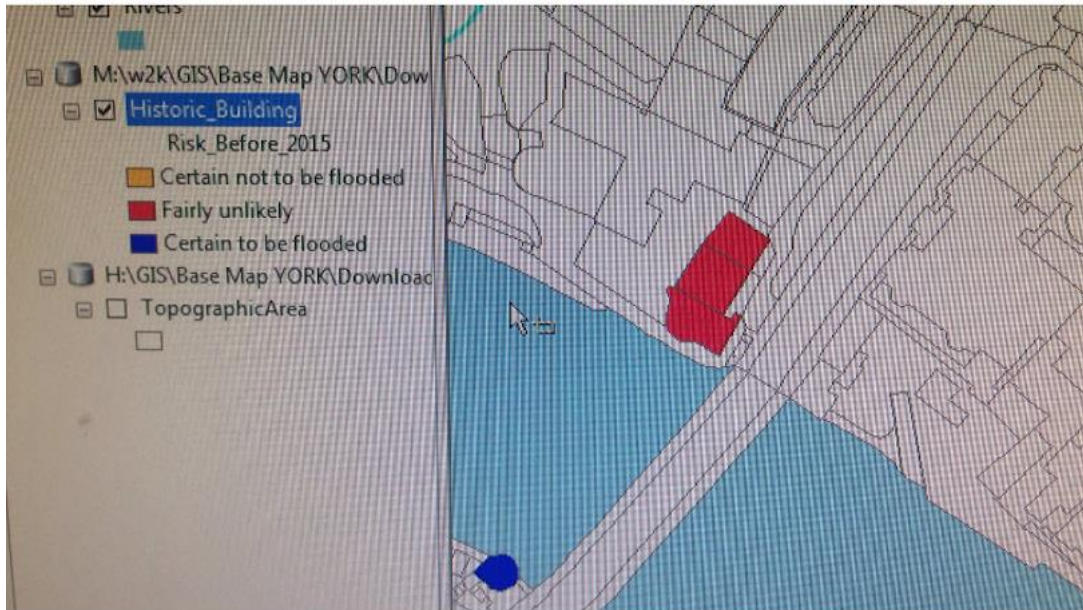 Rivers
M:\w2k\GIS\Base Map YORK\Dow
Historic_Building
Risk_Before_2015
Certain not to be flooded
Fairly unlikely
Certain to be flooded
H:\GIS\Base Map YORK\Downloac
TopographicArea